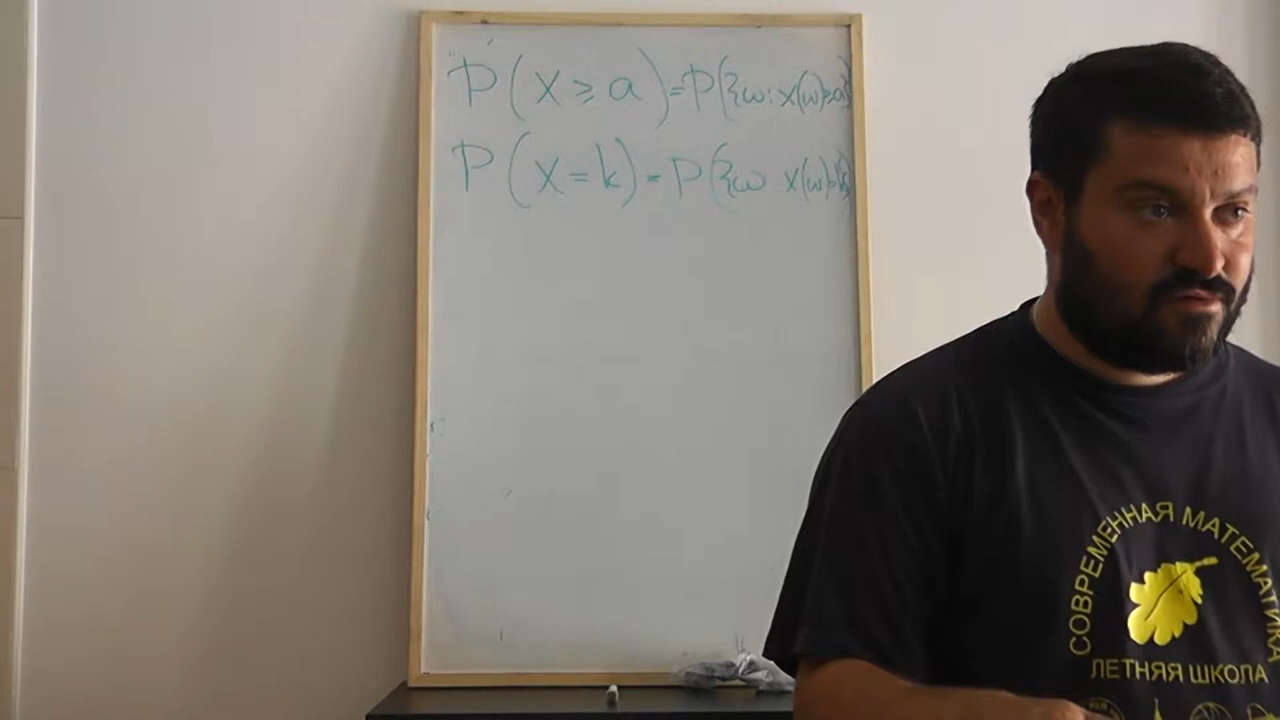 P(X ⩾ a) = P({ω: X(ω)⩾a})
P(X = k) = P({ω X(ω)=k})
СОВРЕМЕННАЯ МАТЕМАТИКА
ЛЕТНЯЯ ШКОЛА